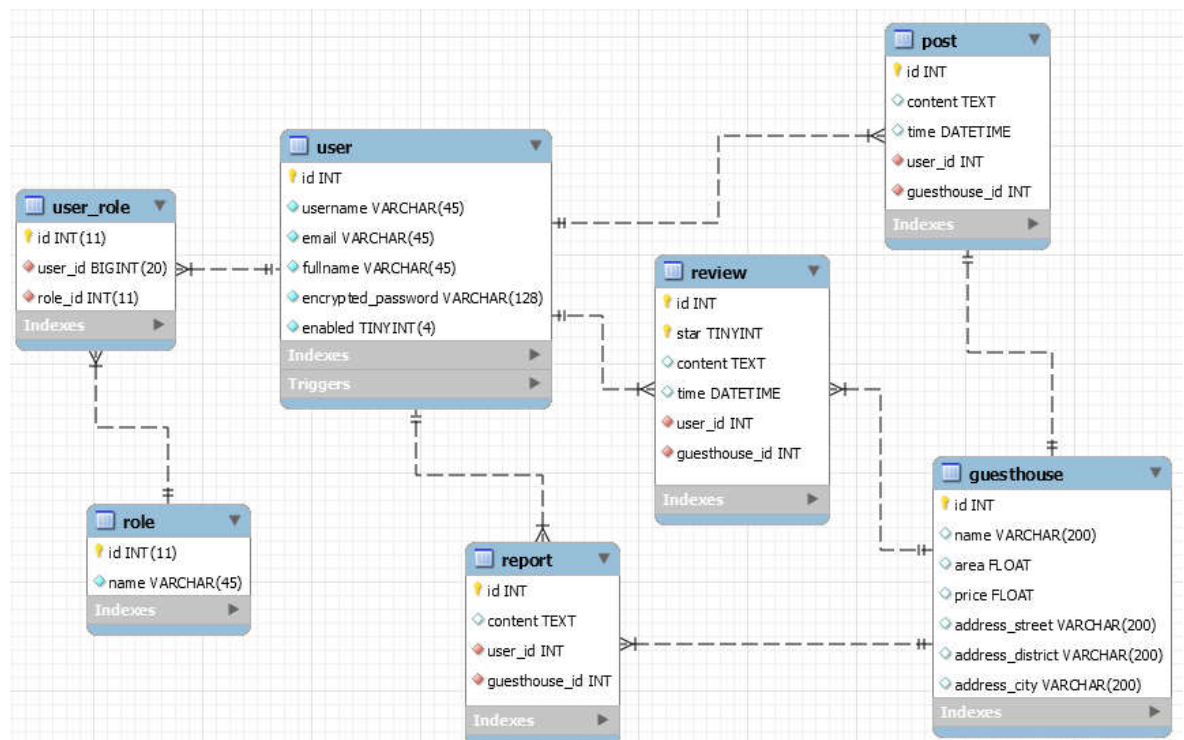 post
id INT
content TEXT
time DATETIME
user_id INT
guesthouse_id INT
Indexes
user
id INT
username VARCHAR(45)
email VARCHAR(45)
fullname VARCHAR(45)
encrypted_password VARCHAR(128)
enabled TINYINT(4)
Indexes
Triggers
user_role
id INT(11)
user_id BIGINT(20)
role_id INT(11)
Indexes
review
id INT
star TINYINT
content TEXT
time DATETIME
user_id INT
guesthouse_id INT
Indexes
guesthouse
id INT
name VARCHAR(200)
area FLOAT
price FLOAT
address_street VARCHAR(200)
address_district VARCHAR(200)
address_city VARCHAR(200)
Indexes
role
id INT(11)
name VARCHAR(45)
Indexes
report
id INT
content TEXT
user_id INT
guesthouse_id INT
Indexes